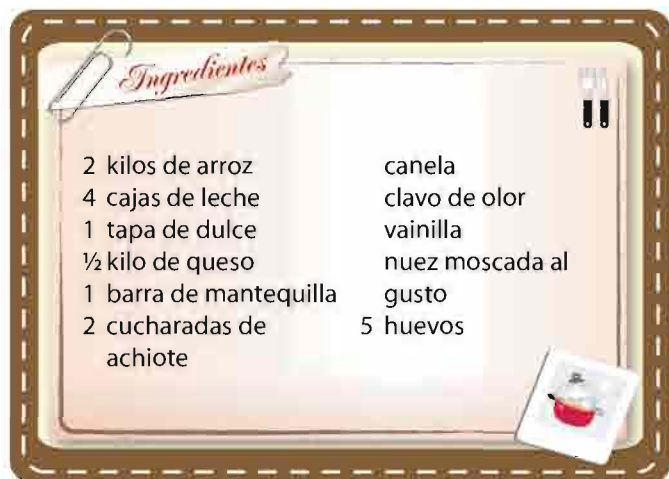 Ingredientes
2 kilos de arroz
4 cajas de leche
1 tapa de dulce
½ kilo de queso
1 barra de mantequilla
2 cucharadas de
achiote
canela
clavo de olor
vainilla
nuez moscada al
gusto
5 huevos